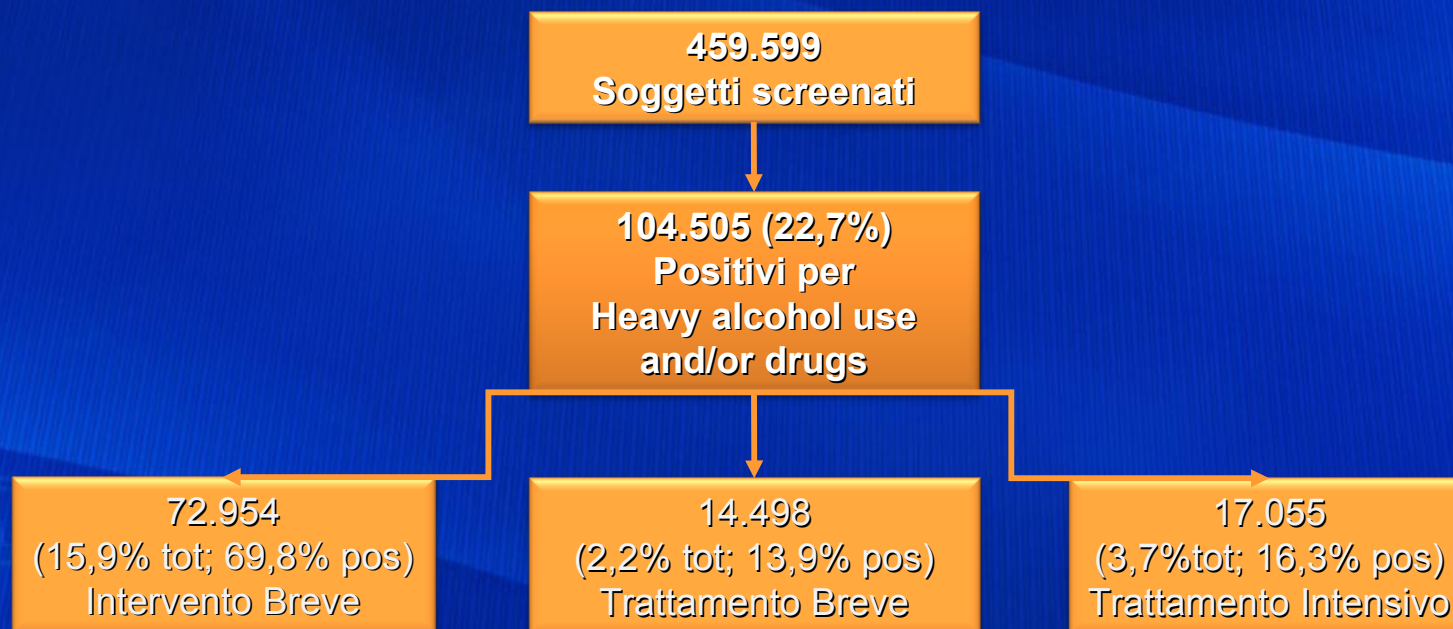 459.599
Soggetti screenati
104.505 (22,7%)
Positivi per
Heavy alcohol use
and/or drugs
72.954
(15,9% tot; 69,8% pos)
Intervento Breve
14.498
(2,2% tot; 13,9% pos)
Trattamento Breve
17.055
(3,7%tot; 16,3% pos)
Trattamento Intensivo